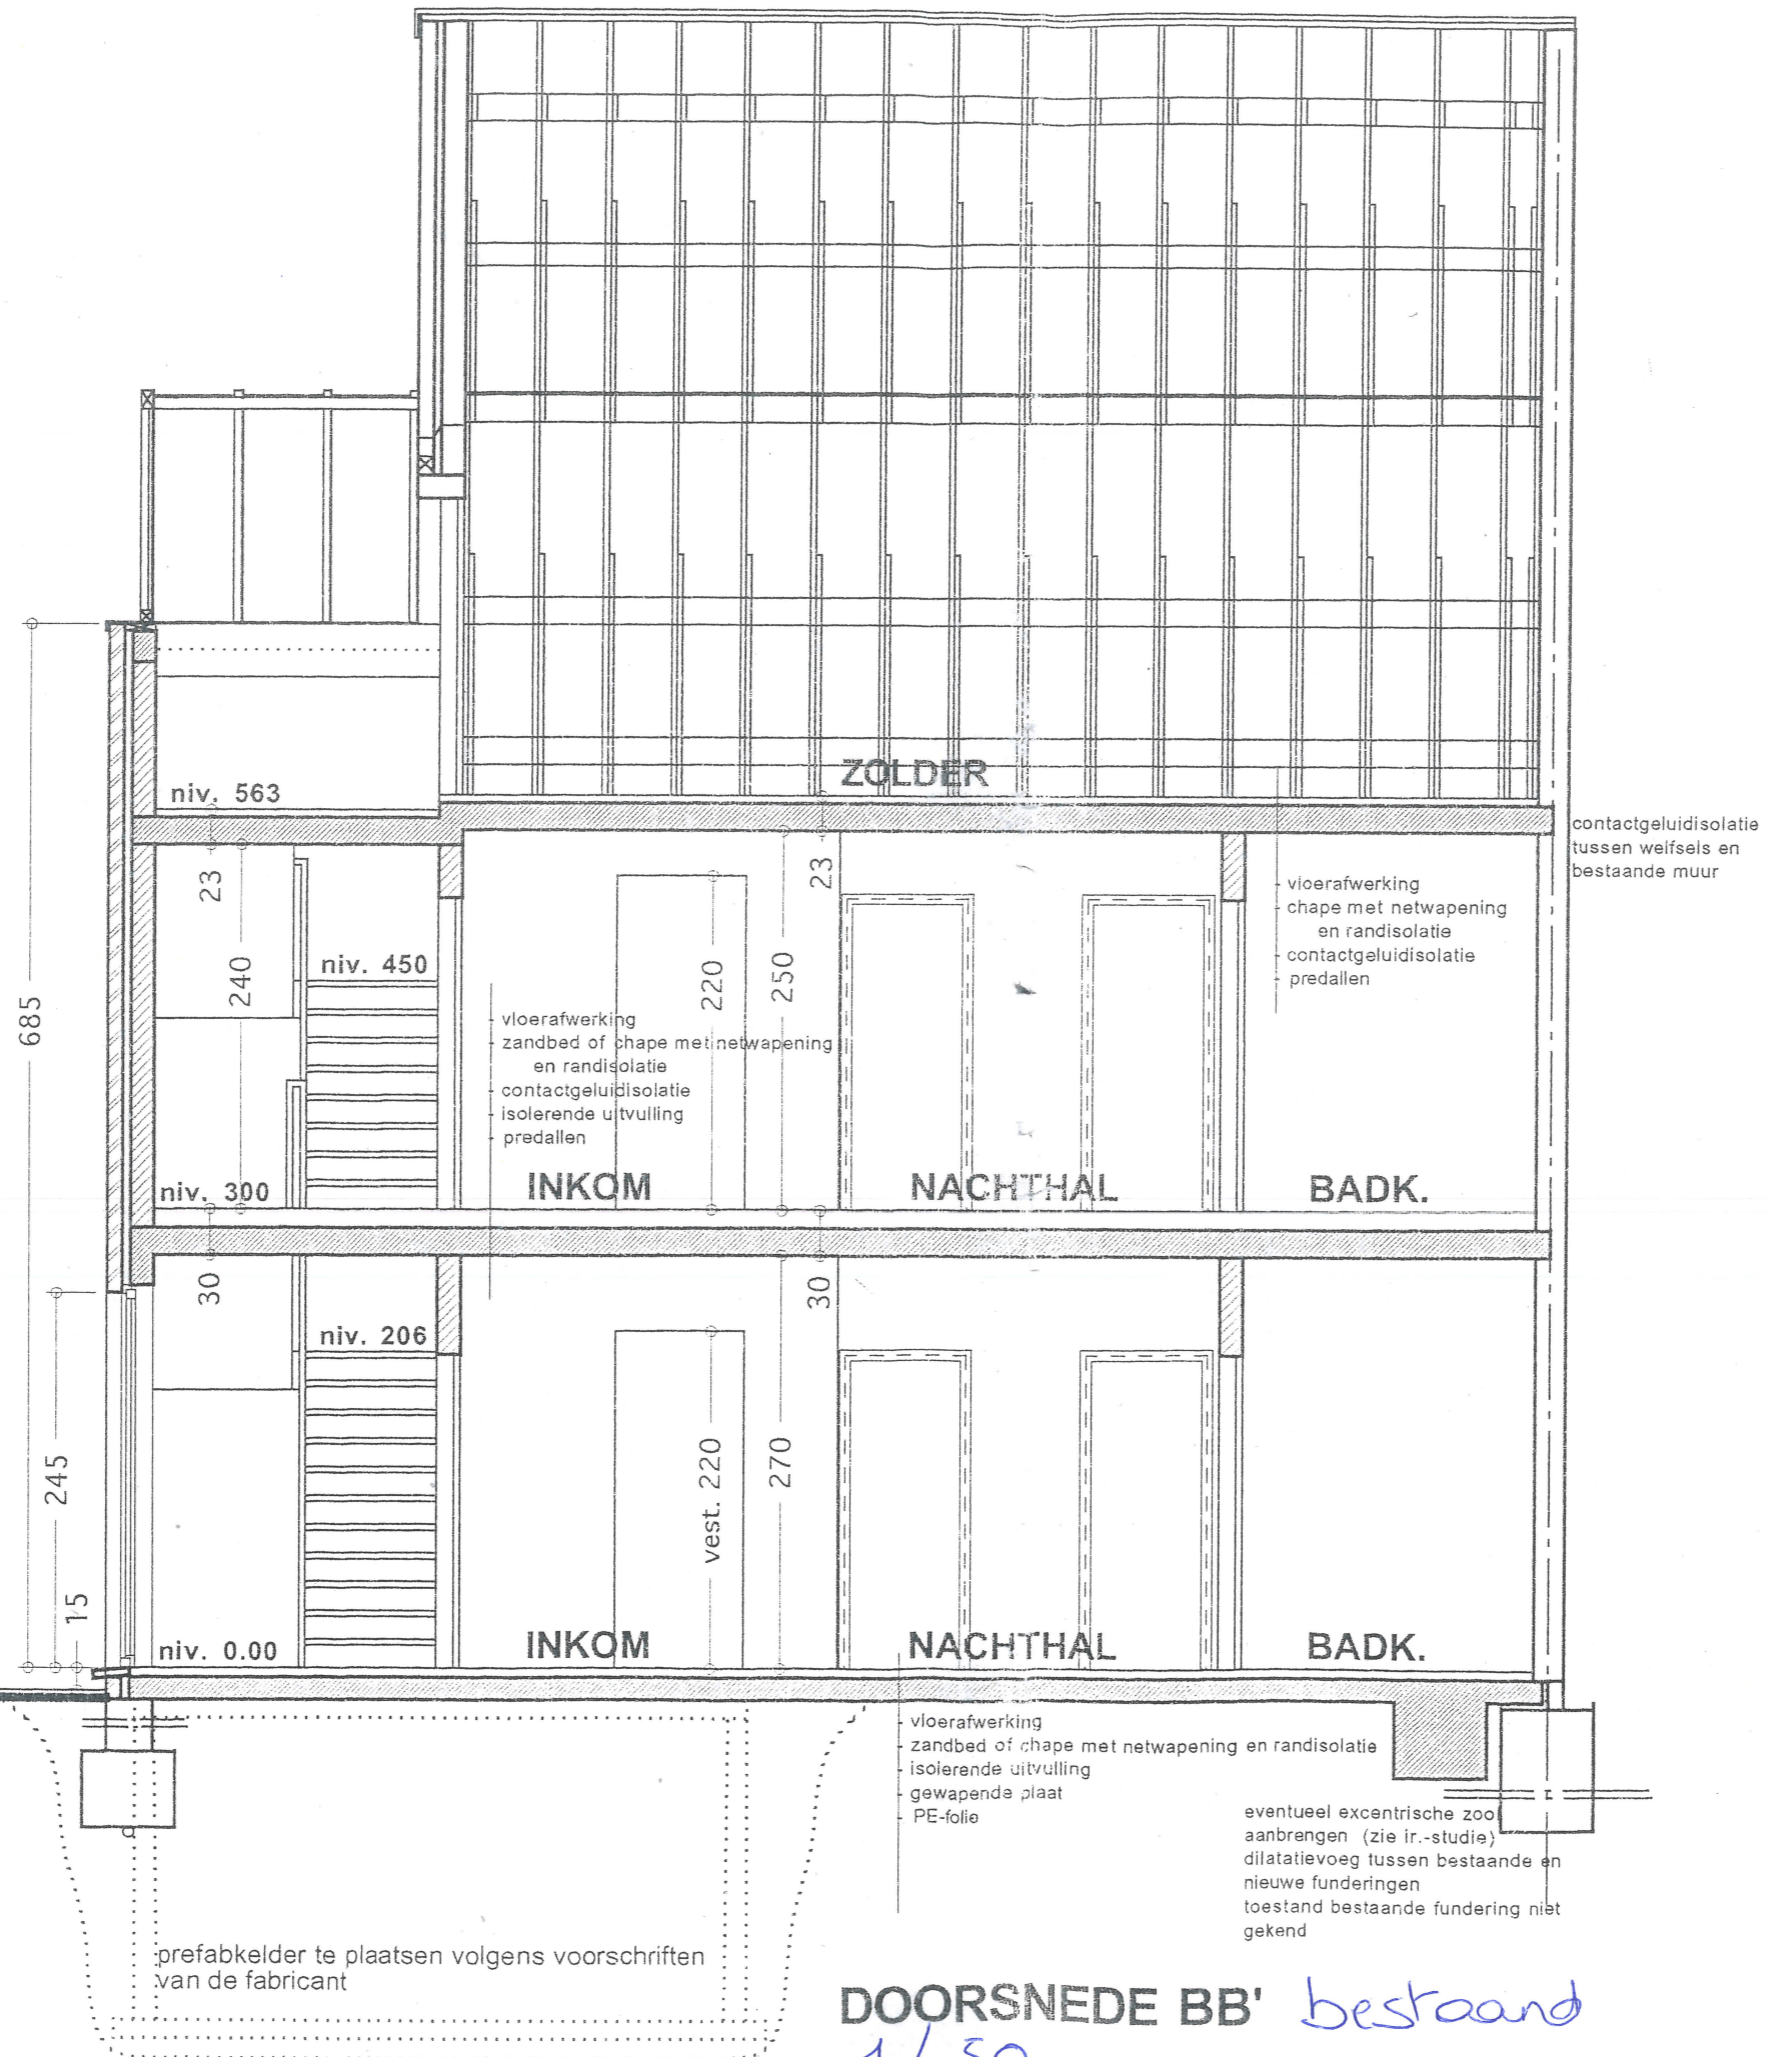 ZOLDER
niv. 563
contactgeluidisolatie
tussen welfsels en
bestaande muur
23
23
vloerafwerking
chape met netwapening
en randisolatie
contactgeluidisolatie
predallen
240
niv. 450
220
250
685
vloerafwerking
zandbed of chape met netwapening
en randisolatie
contactgeluidisolatie
isolerende uitvulling
predallen
niv. 300
INKOM
NACHTHAL
BADK.
30
30
niv. 206
245
vest. 220
270
15
niv. 0.00
INKOM
NACHTHAL
BADK.
vloerafwerking
zandbed of chape met netwapening en randisolatie
isolerende uitvulling
gewapende plaat
PE-folie
eventueel excentrische zool
aanbrengen (zie ir.-studie)
dilatatievoeg tussen bestaande en
nieuwe funderingen
toestand bestaande fundering niet
gekend
prefabkelder te plaatsen volgens voorschriften
van de fabricant
DOORSNEDE BB' bestaand
1/50